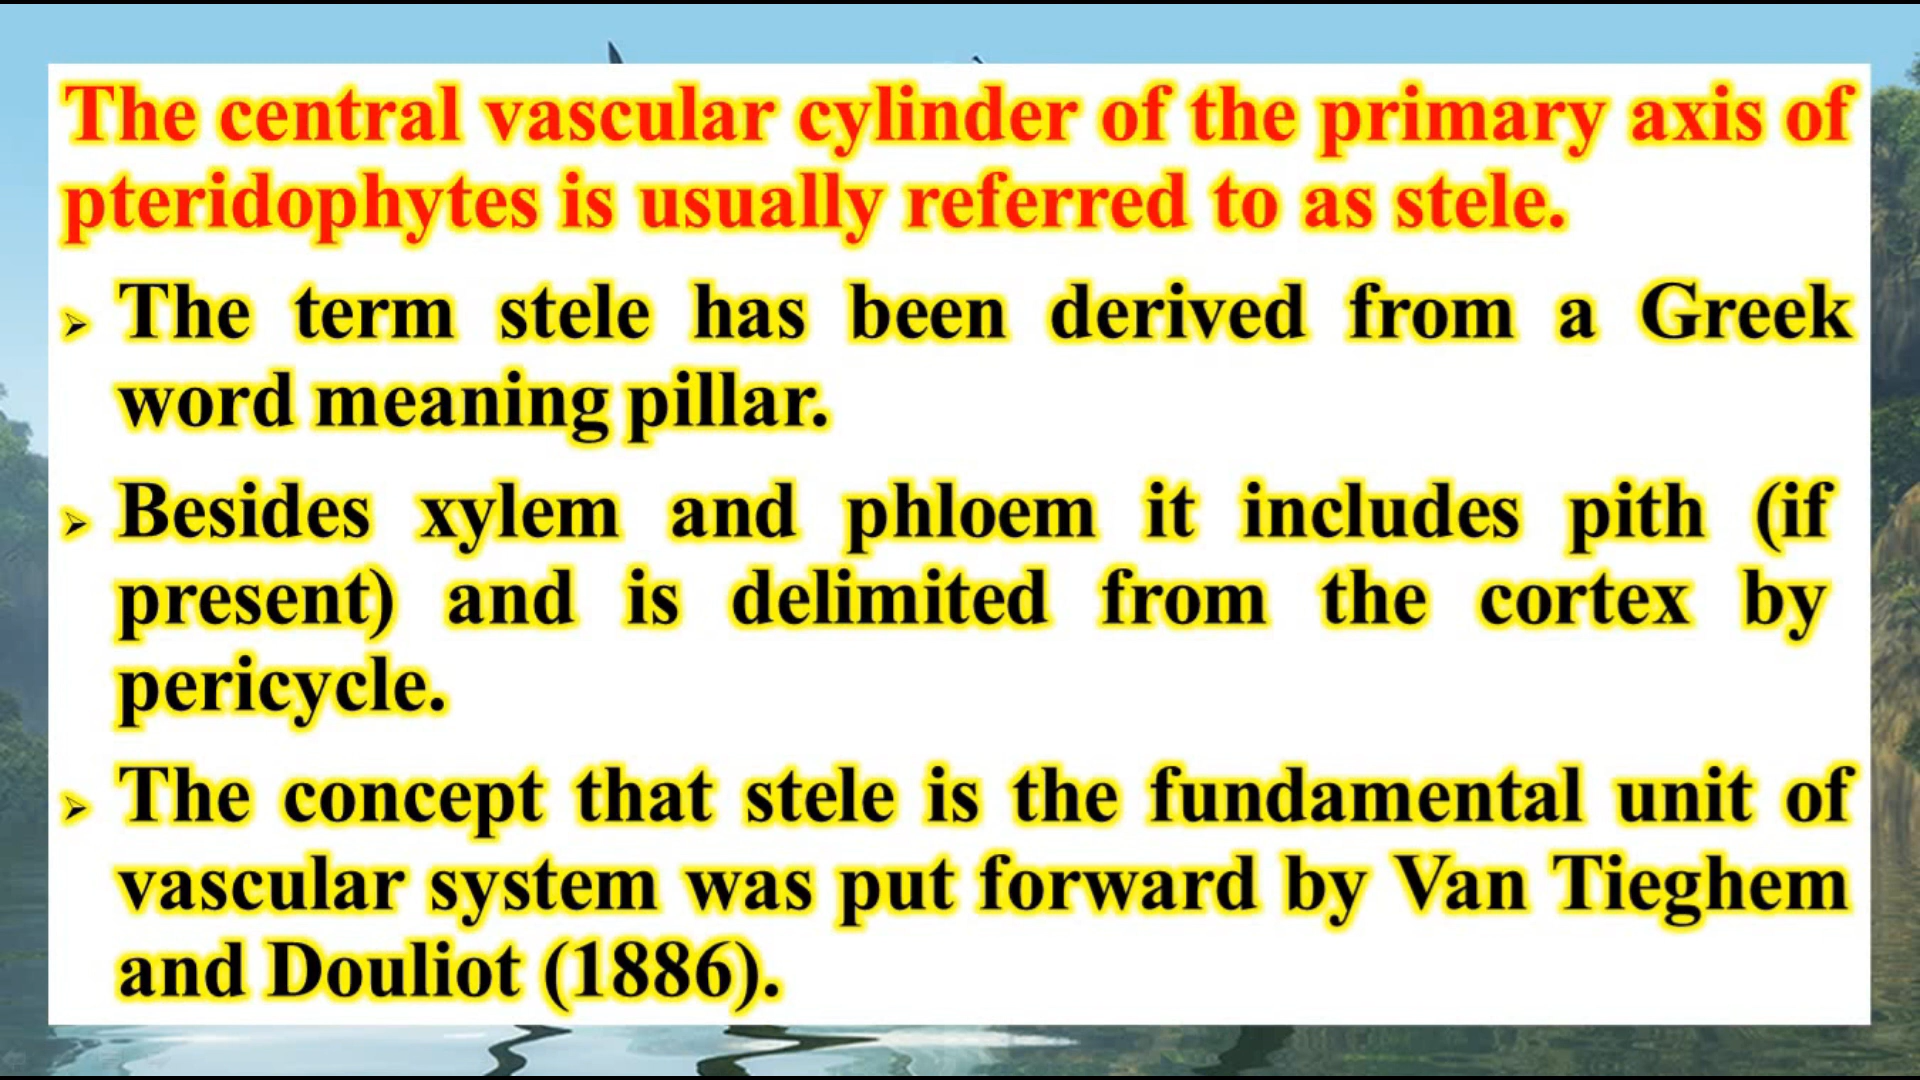 The central vascular cylinder of the primary axis of
pteridophytes is usually referred to as stele.
➢ The term stele has been derived from a Greek
word meaning pillar.
➢ Besides xylem and phloem it includes pith (if
present) and is delimited from the cortex by
pericycle.
➢ The concept that stele is the fundamental unit of
vascular system was put forward by Van Tieghem
and Douliot (1886).